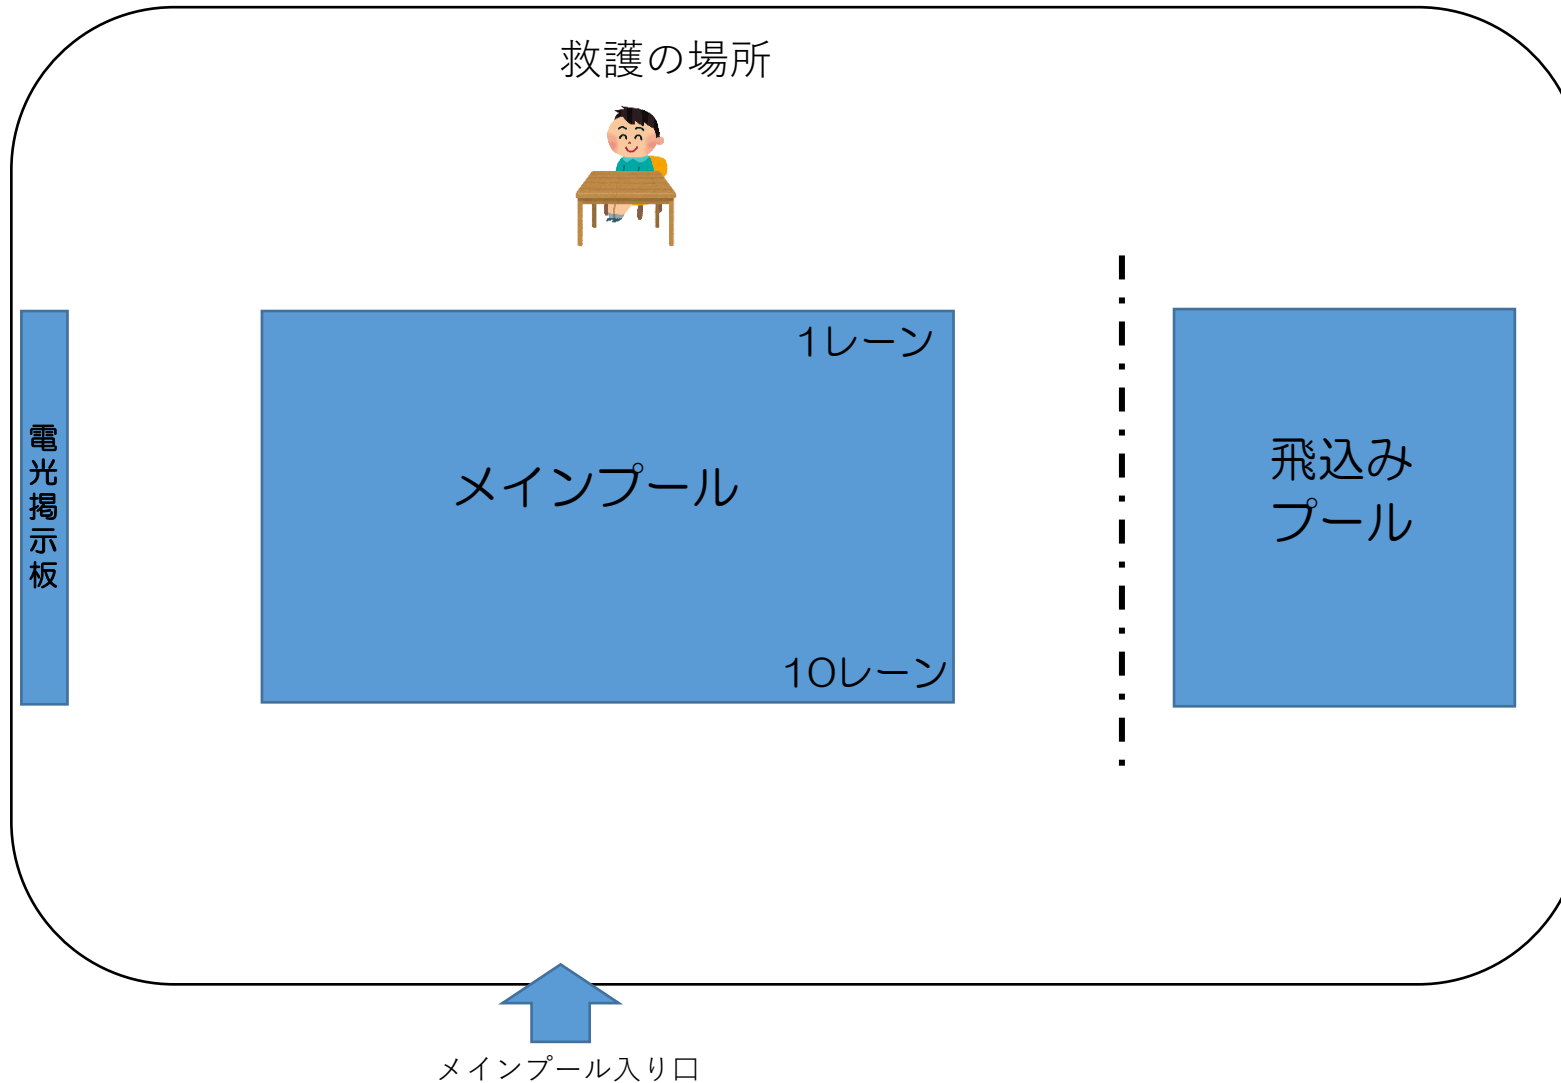 救護の場所
1レーン
電光掲示板
メインプール
飛込み
プール
10レーン
メインプール入り口